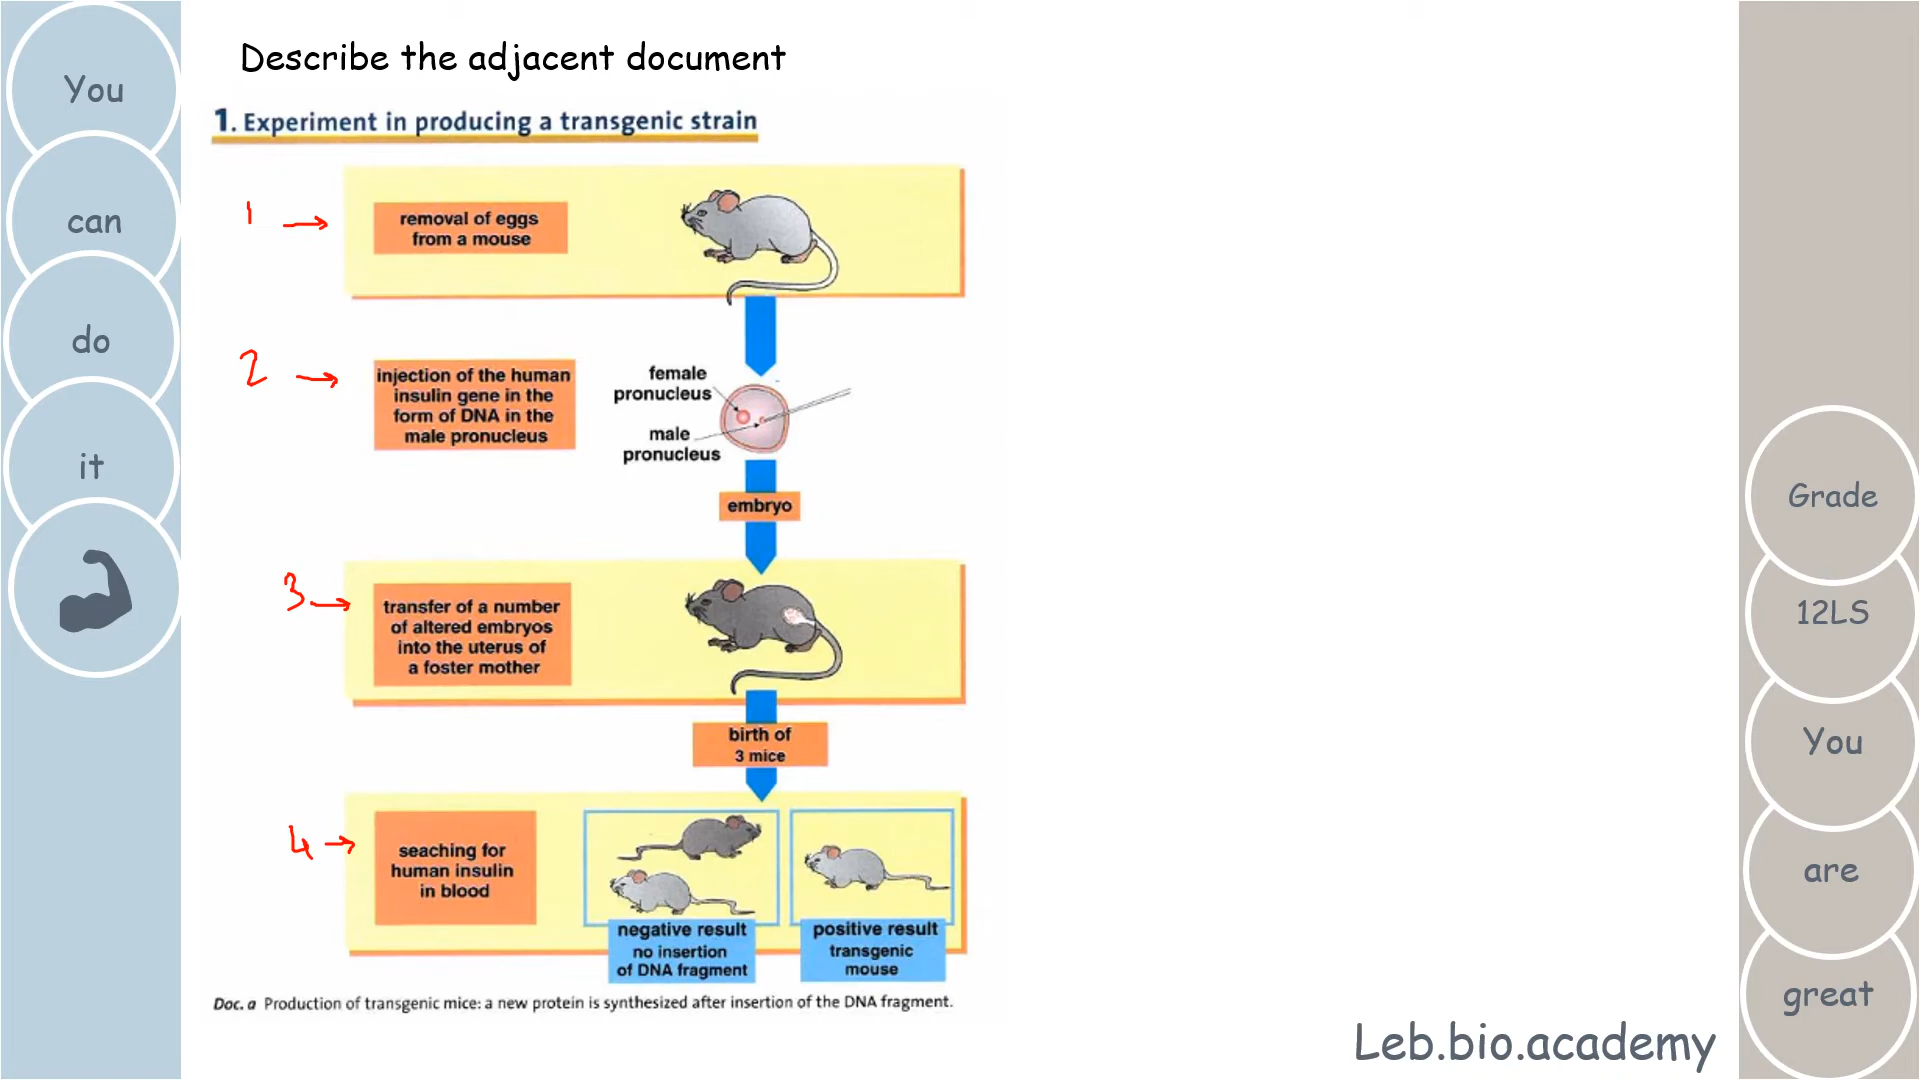 You
can
do
it
Describe the adjacent document
1. Experiment in producing a transgenic strain
1 →
removal of eggs
from a mouse
2 →
injection of the human
insulin gene in the
form of DNA in the
male pronucleus
female
pronucleus
male
pronucleus
embryo
3 →
transfer of a number
of altered embryos
into the uterus of
a foster mother
birth of
3 mice
4 →
seaching for
human insulin
in blood
negative result
no insertion
of DNA fragment
positive result
transgenic
mouse
Doc. a Production of transgenic mice: a new protein is synthesized after insertion of the DNA fragment.
Leb.bio.academy
Grade
12LS
You
are
great